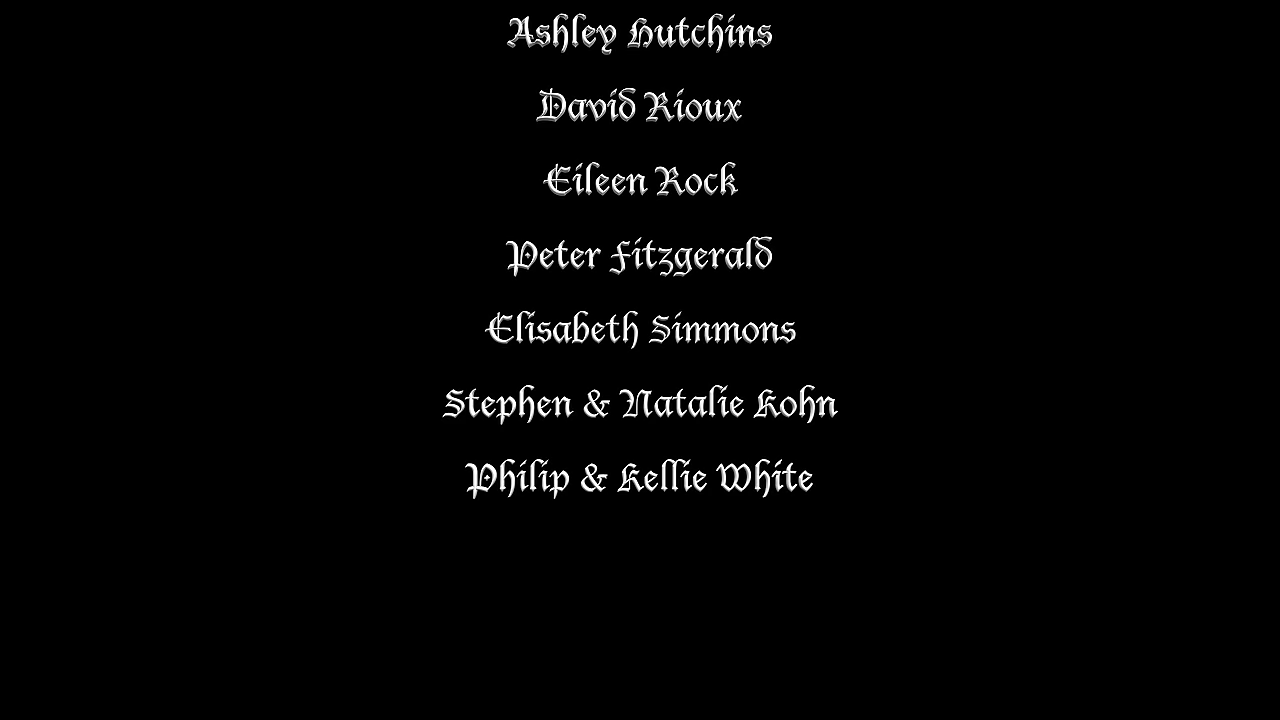 Ashley Hutchins
David Rioux
Eileen Rock
Peter Fitzgerald
Elisabeth Simmons
Stephen & Natalie Kohn
Philip & Kellie White